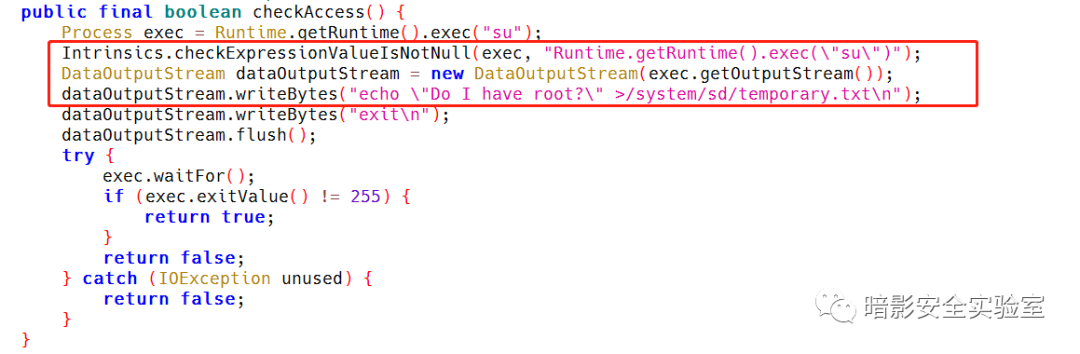 public final boolean checkAccess() {
    Process exec = Runtime.getRuntime().exec("su");
    Intrinsics.checkExpressionValueIsNotNull(exec, "Runtime.getRuntime().exec(\"su\")");
    DataOutputStream dataOutputStream = new DataOutputStream(exec.getOutputStream());
    dataOutputStream.writeBytes("echo \"Do I have root?\" >/system/sd/temporary.txt\n");
    dataOutputStream.writeBytes("exit\n");
    dataOutputStream.flush();
    try {
        exec.waitFor();
        if (exec.exitValue() != 255) {
            return true;
        }
        return false;
    } catch (IOException unused) {
        return false;
    }
}
暗影安全实验室